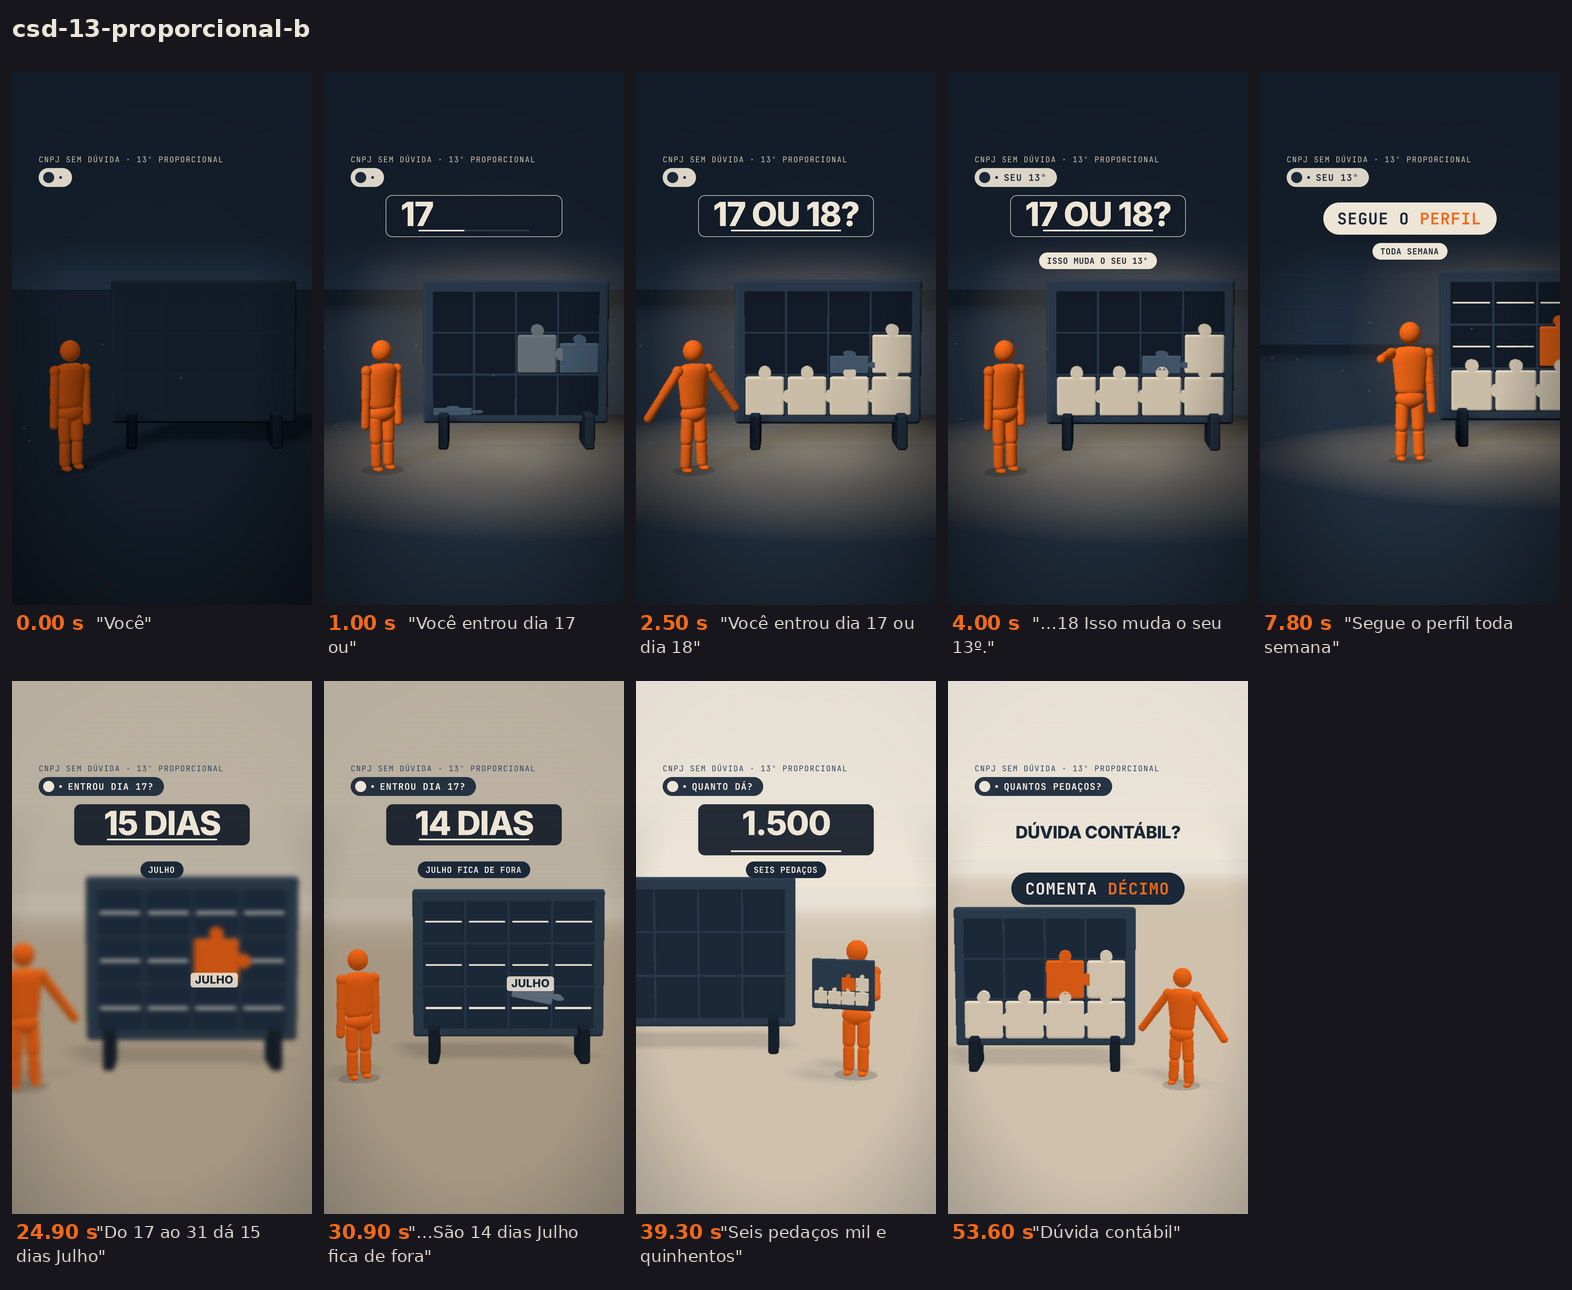 csd-13-proporcional-b
CNPJ SEM DÚVIDA · 13° PROPORCIONAL
CNPJ SEM DÚVIDA · 13° PROPORCIONAL
17
CNPJ SEM DÚVIDA · 13° PROPORCIONAL
17 OU 18?
CNPJ SEM DÚVIDA · 13° PROPORCIONAL
• SEU 13°
17 OU 18?
ISSO MUDA O SEU 13°
CNPJ SEM DÚVIDA · 13° PROPORCIONAL
• SEU 13°
SEGUE O PERFIL
TODA SEMANA
0.00 s "Você"
1.00 s "Você entrou dia 17
ou"
2.50 s "Você entrou dia 17 ou
dia 18"
4.00 s "...18 Isso muda o seu
13º."
7.80 s "Segue o perfil toda
semana"
CNPJ SEM DÚVIDA · 13° PROPORCIONAL
• ENTROU DIA 17?
15 DIAS
JULHO
JULHO
CNPJ SEM DÚVIDA · 13° PROPORCIONAL
• ENTROU DIA 17?
14 DIAS
JULHO FICA DE FORA
JULHO
CNPJ SEM DÚVIDA · 13° PROPORCIONAL
• QUANTO DÁ?
1.500
SEIS PEDAÇOS
CNPJ SEM DÚVIDA · 13° PROPORCIONAL
• QUANTOS PEDAÇOS?
DÚVIDA CONTÁBIL?
COMENTA DÉCIMO
24.90 s "Do 17 ao 31 dá 15
dias Julho"
30.90 s "...São 14 dias Julho
fica de fora"
39.30 s "Seis pedaços mil e
quinhentos"
53.60 s "Dúvida contábil"